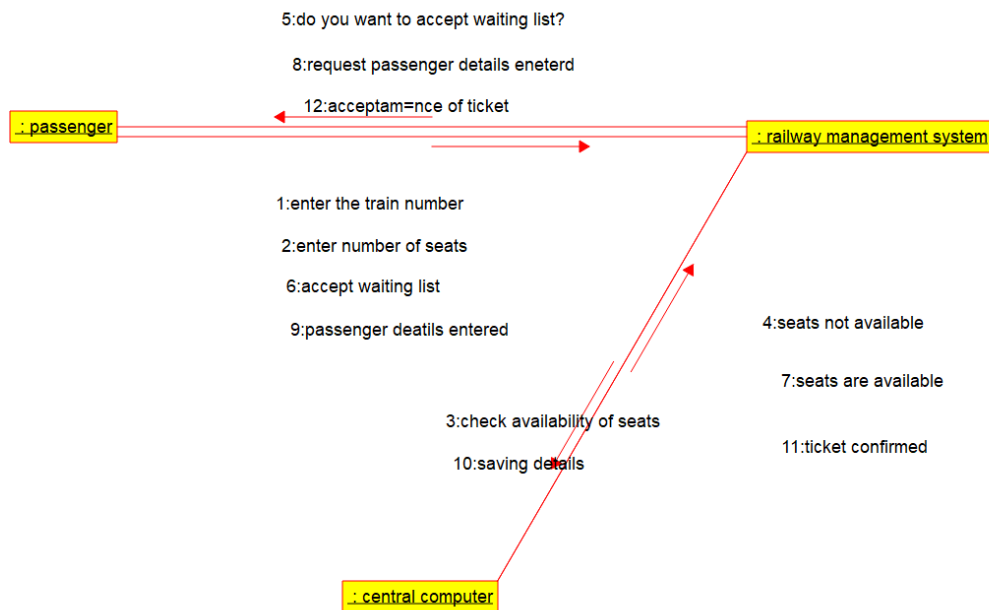 5:do you want to accept waiting list?
8:request passenger details eneterd
12:acceptam=nce of ticket
: passenger
: railway management system
1:enter the train number
2:enter number of seats
6:accept waiting list
9:passenger deatils entered
4:seats not available
7:seats are available
3:check availability of seats
11:ticket confirmed
10:saving details
: central computer